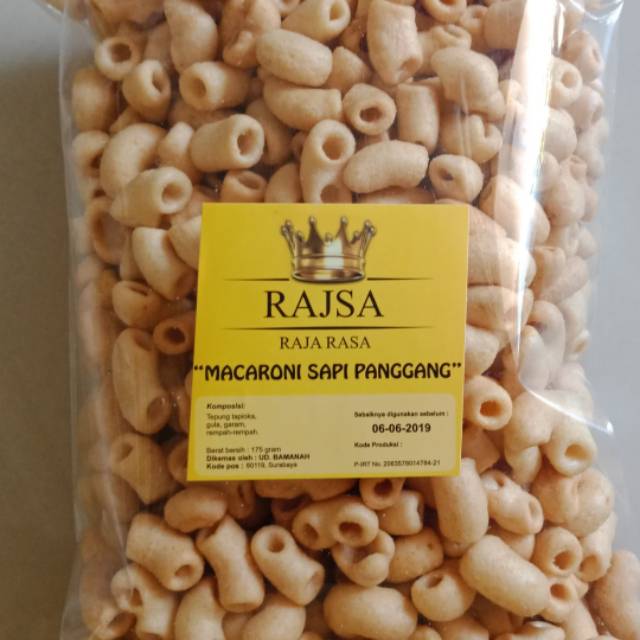 RAJSA
RAJA RASA
“MACARONI SAPI PANGGANG”
Komposisi:
Tepung tapioka,
gula, garam,
rempah-rempah.
Berat bersih : 175 gram
Dikemas oleh : UD. BAMANAH
Kode pos : 60119, Surabaya
Sebaiknya digunakan sebelum :
06-06-2019
Kode Produksi :
P-IRT No. 2063578014784-21